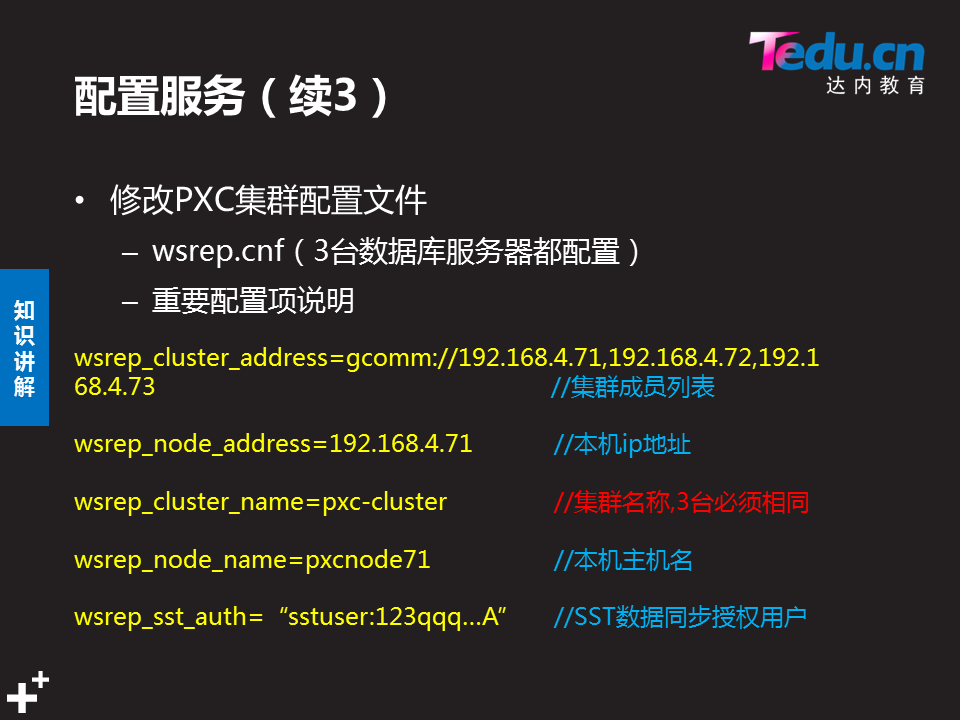 Tedu.cn
达内教育
配置服务（续3）
• 修改PXC集群配置文件
– wsrep.cnf（3台数据库服务器都配置）
– 重要配置项说明
知识讲解
wsrep_cluster_address=gcomm://192.168.4.71,192.168.4.72,192.1
68.4.73 //集群成员列表
wsrep_node_address=192.168.4.71 //本机ip地址
wsrep_cluster_name=pxc-cluster //集群名称,3台必须相同
wsrep_node_name=pxcnode71 //本机主机名
wsrep_sst_auth=“sstuser:123qqq…A” //SST数据同步授权用户